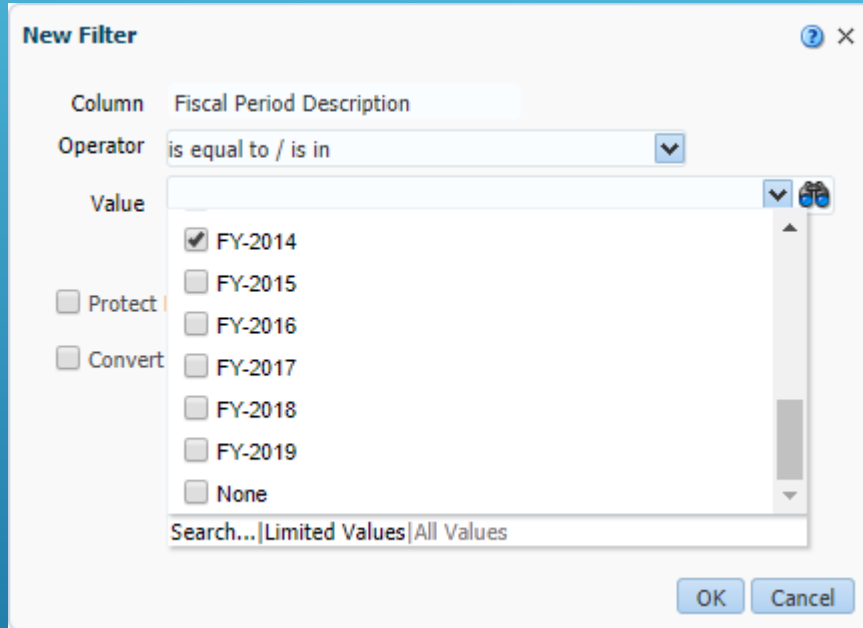 New Filter
Column Fiscal Period Description
Operator is equal to / is in
Value
FY-2014
FY-2015
Protect
FY-2016
Convert
FY-2017
FY-2018
FY-2019
None
Search...|Limited Values|All Values
OK Cancel